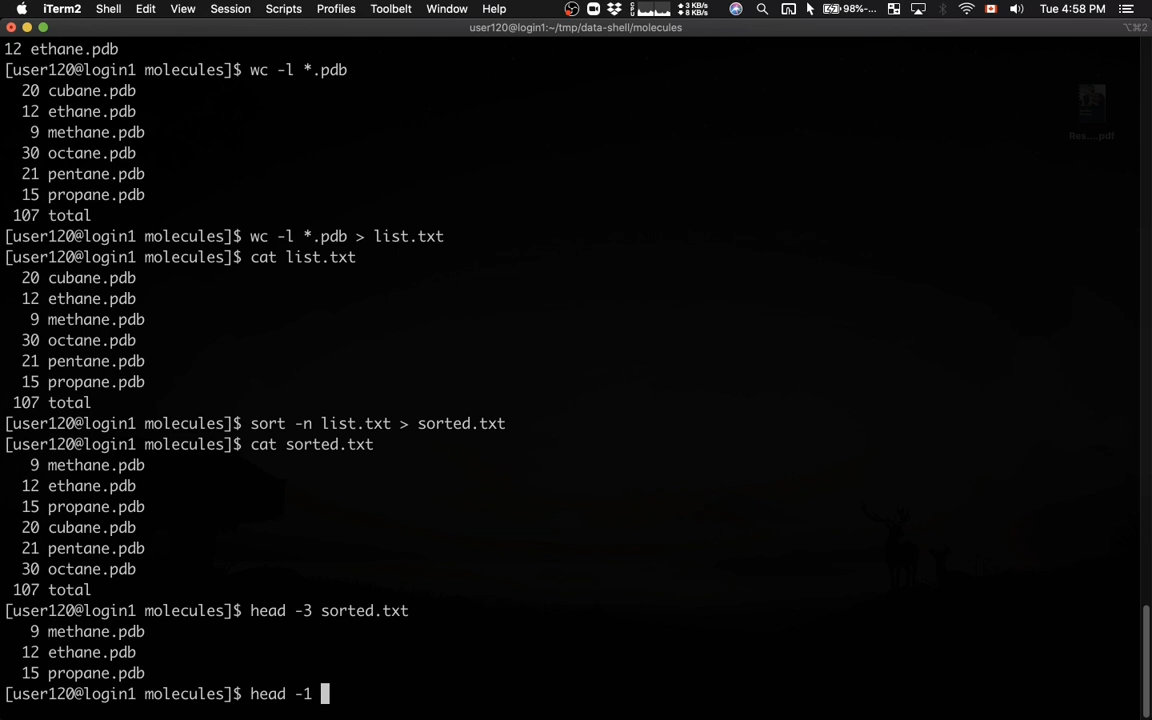 iTerm2 Shell Edit View Session Scripts Profiles Toolbelt Window Help 3 KB/s 8 KB/s 98%-... Tue 4:58 PM
user120@login1:~/tmp/data-shell/molecules ⌥⌘2
12 ethane.pdb
[user120@login1 molecules]$ wc -l *.pdb
20 cubane.pdb
12 ethane.pdb
9 methane.pdb
30 octane.pdb
21 pentane.pdb
15 propane.pdb
107 total
[user120@login1 molecules]$ wc -l *.pdb > list.txt
[user120@login1 molecules]$ cat list.txt
20 cubane.pdb
12 ethane.pdb
9 methane.pdb
30 octane.pdb
21 pentane.pdb
15 propane.pdb
107 total
[user120@login1 molecules]$ sort -n list.txt > sorted.txt
[user120@login1 molecules]$ cat sorted.txt
9 methane.pdb
12 ethane.pdb
15 propane.pdb
20 cubane.pdb
21 pentane.pdb
30 octane.pdb
107 total
[user120@login1 molecules]$ head -3 sorted.txt
9 methane.pdb
12 ethane.pdb
15 propane.pdb
[user120@login1 molecules]$ head -1